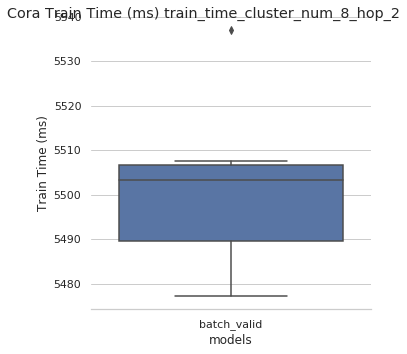 Cora Train Time (ms) train_time_cluster_num_8_hop_2
5540
5530
5520
5510
5500
5490
5480
Train Time (ms)
batch_valid
models